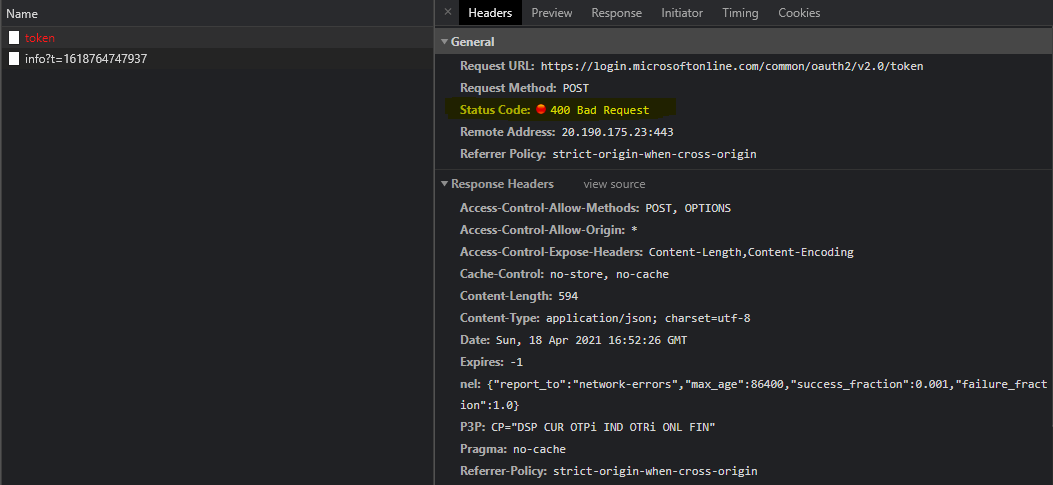 Name
token
info?t=1618764747937
× Headers Preview Response Initiator Timing Cookies
General
Request URL: https://login.microsoftonline.com/common/oauth2/v2.0/token
Request Method: POST
Status Code: 400 Bad Request
Remote Address: 20.190.175.23:443
Referrer Policy: strict-origin-when-cross-origin
Response Headers view source
Access-Control-Allow-Methods: POST, OPTIONS
Access-Control-Allow-Origin: *
Access-Control-Expose-Headers: Content-Length,Content-Encoding
Cache-Control: no-store, no-cache
Content-Length: 594
Content-Type: application/json; charset=utf-8
Date: Sun, 18 Apr 2021 16:52:26 GMT
Expires: -1
nel: {"report_to":"network-errors","max_age":86400,"success_fraction":0.001,"failure_fract
ion":1.0}
P3P: CP="DSP CUR OTPi IND OTRi ONL FIN"
Pragma: no-cache
Referrer-Policy: strict-origin-when-cross-origin